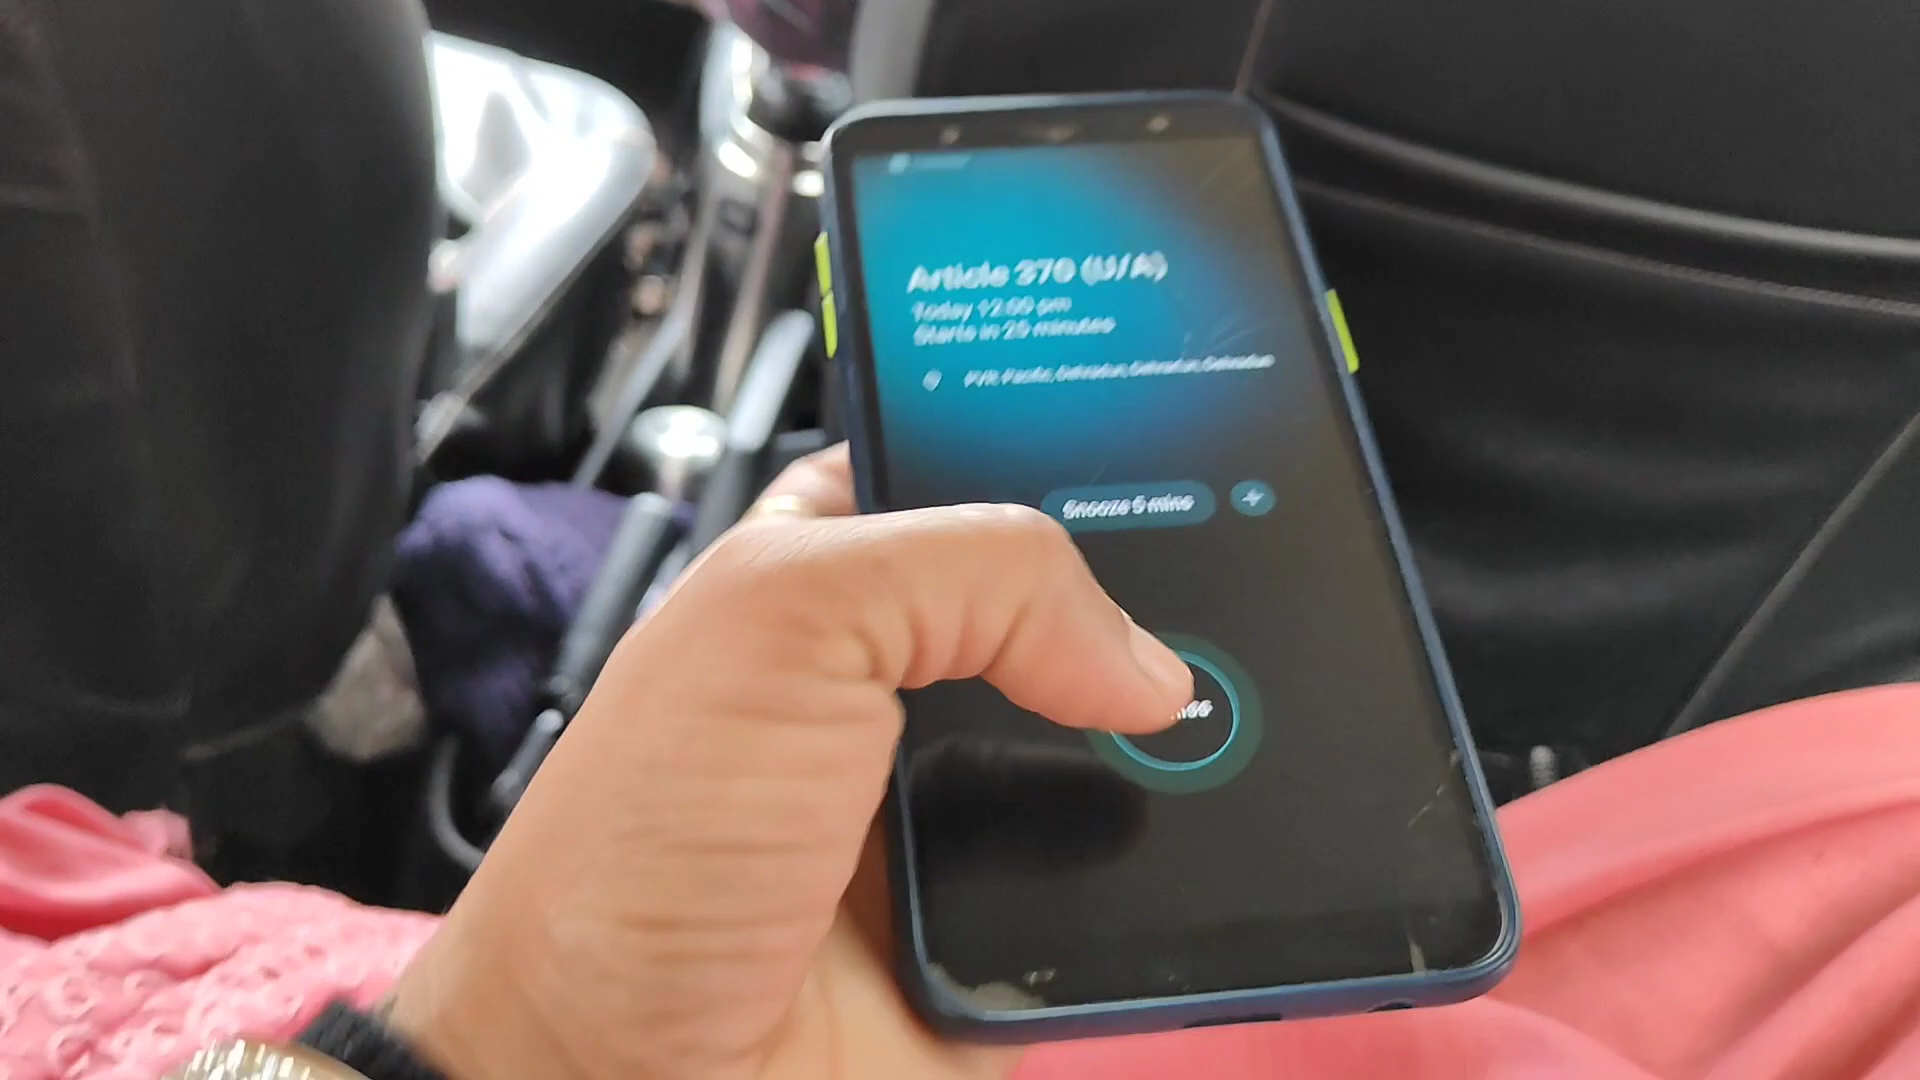 Article 370 (U/A)
Today 12:00 pm
Starts in 25 minutes
PVR: Pacific, Dehradun, Dehradun, Dehradun
Snooze 5 mins +